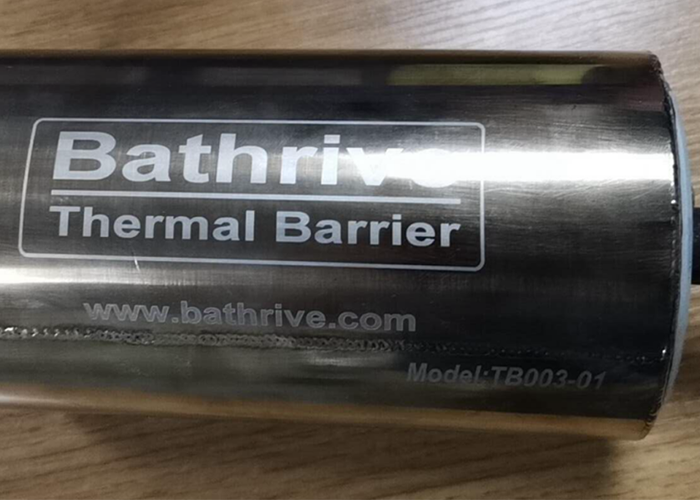 Bathrive
Thermal Barrier
www.bathrive.com
Model:TB003-01